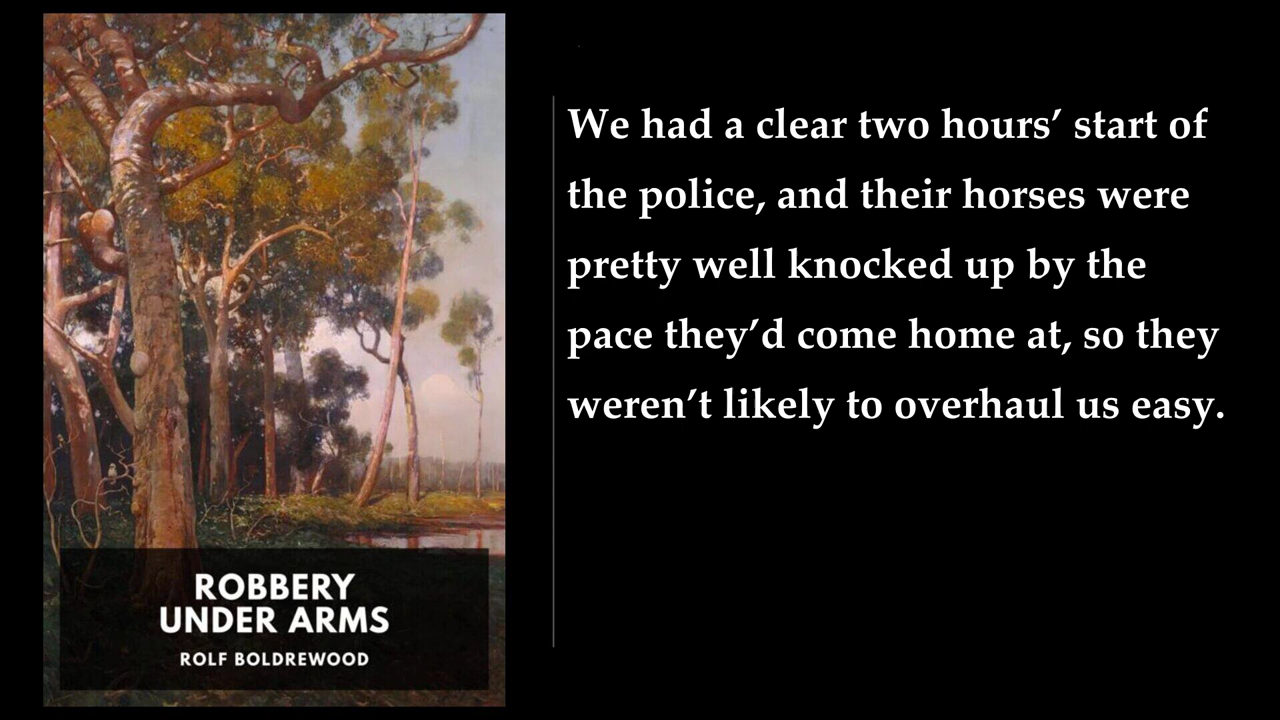 We had a clear two hours’ start of
the police, and their horses were
pretty well knocked up by the
pace they’d come home at, so they
weren’t likely to overhaul us easy.
ROBBERY
UNDER ARMS
ROLF BOLDREWOOD